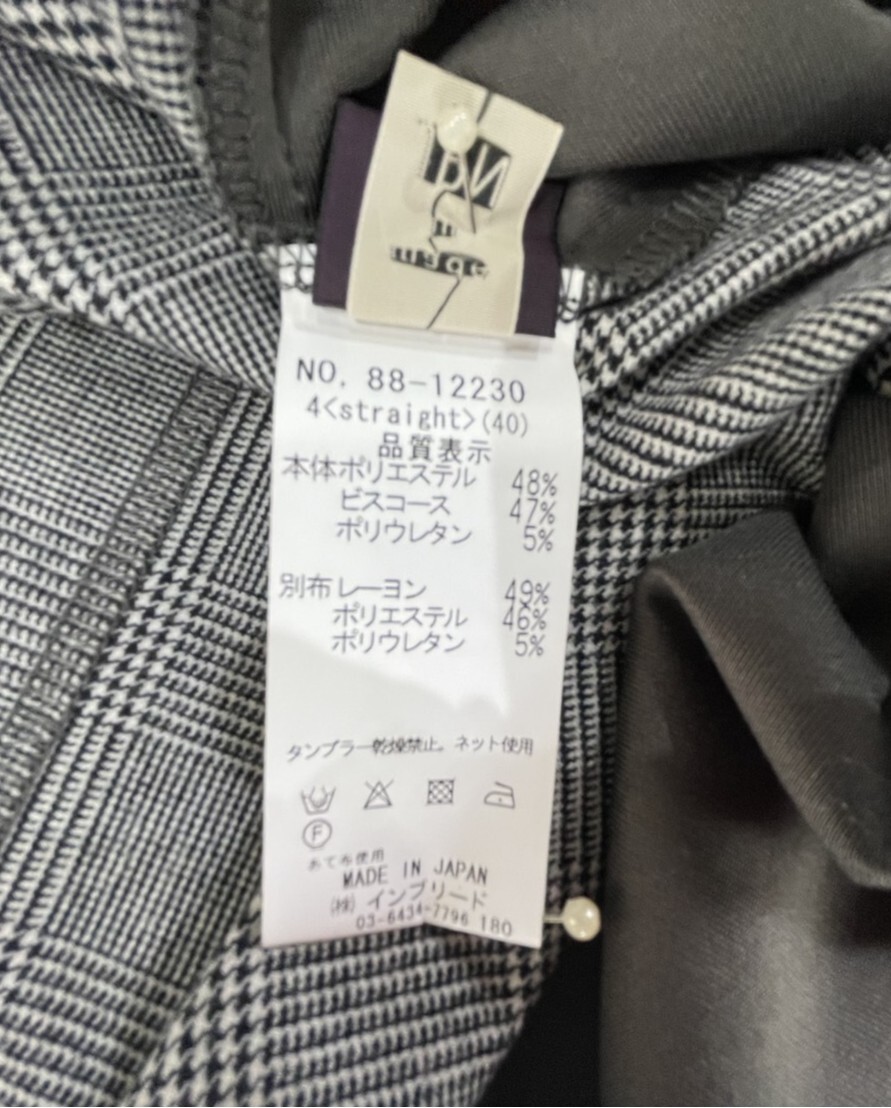 NO. 88-12230
4<straight>(40)
品質表示
本体ポリエステル 48%
ビスコース 47%
ポリウレタン 5%
別布レーヨン 49%
ポリエステル 46%
ポリウレタン 5%
タンブラー乾燥禁止。ネット使用
F
あて布使用
MADE IN JAPAN
㈱インブリード
03-6434-7796 180